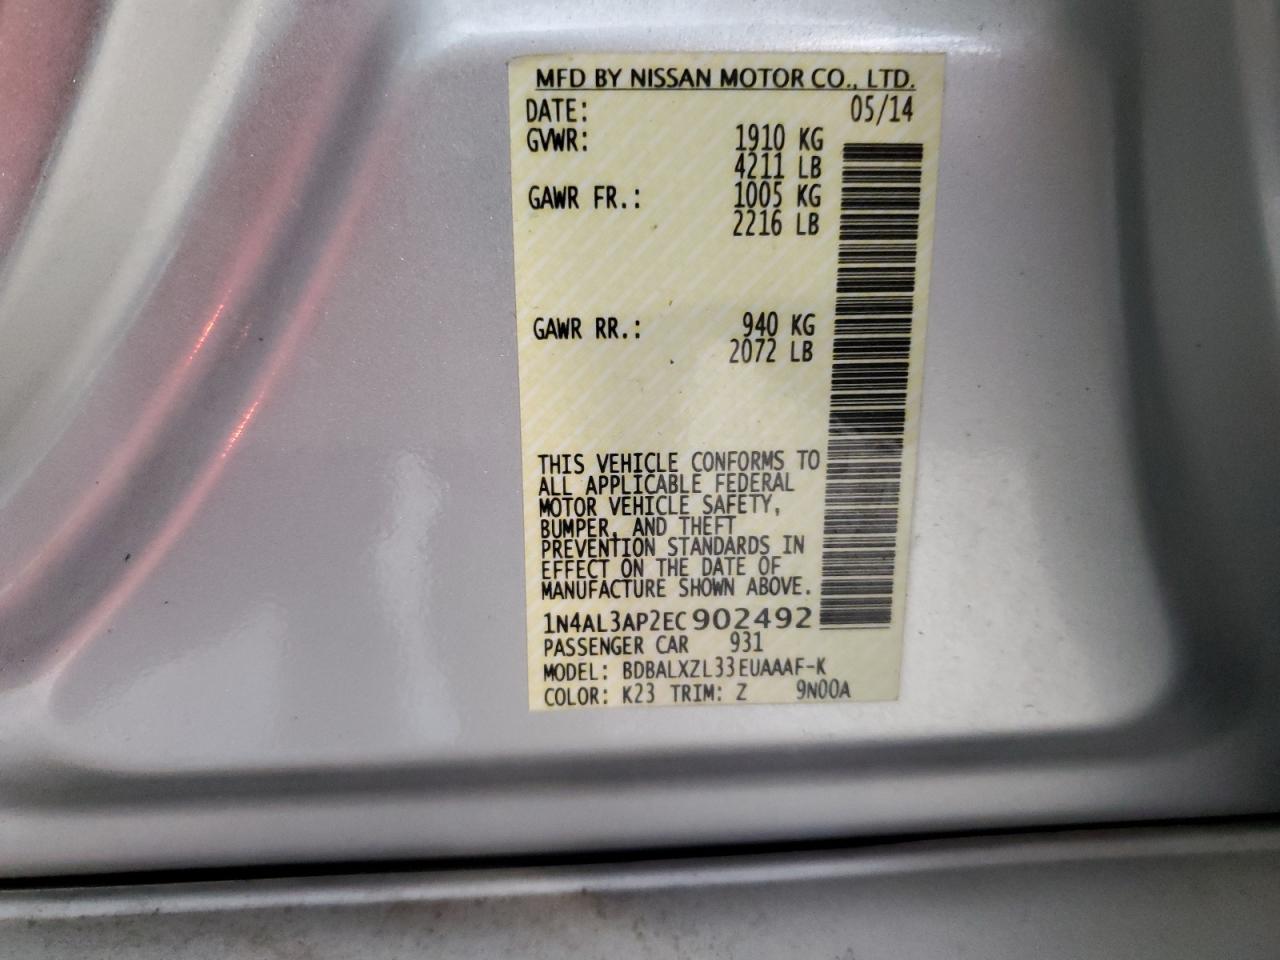 MFD BY NISSAN MOTOR CO., LTD.
DATE: 05/14
GVWR: 1910 KG
4211 LB
GAWR FR.: 1005 KG
2216 LB
GAWR RR.: 940 KG
2072 LB
THIS VEHICLE CONFORMS TO
ALL APPLICABLE FEDERAL
MOTOR VEHICLE SAFETY,
BUMPER, AND THEFT
PREVENTION STANDARDS IN
EFFECT ON THE DATE OF
MANUFACTURE SHOWN ABOVE.
1N4AL3AP2EC902492
PASSENGER CAR 931
MODEL: BDBALXZL33EUAAAF-K
COLOR: K23 TRIM: Z 9N00A